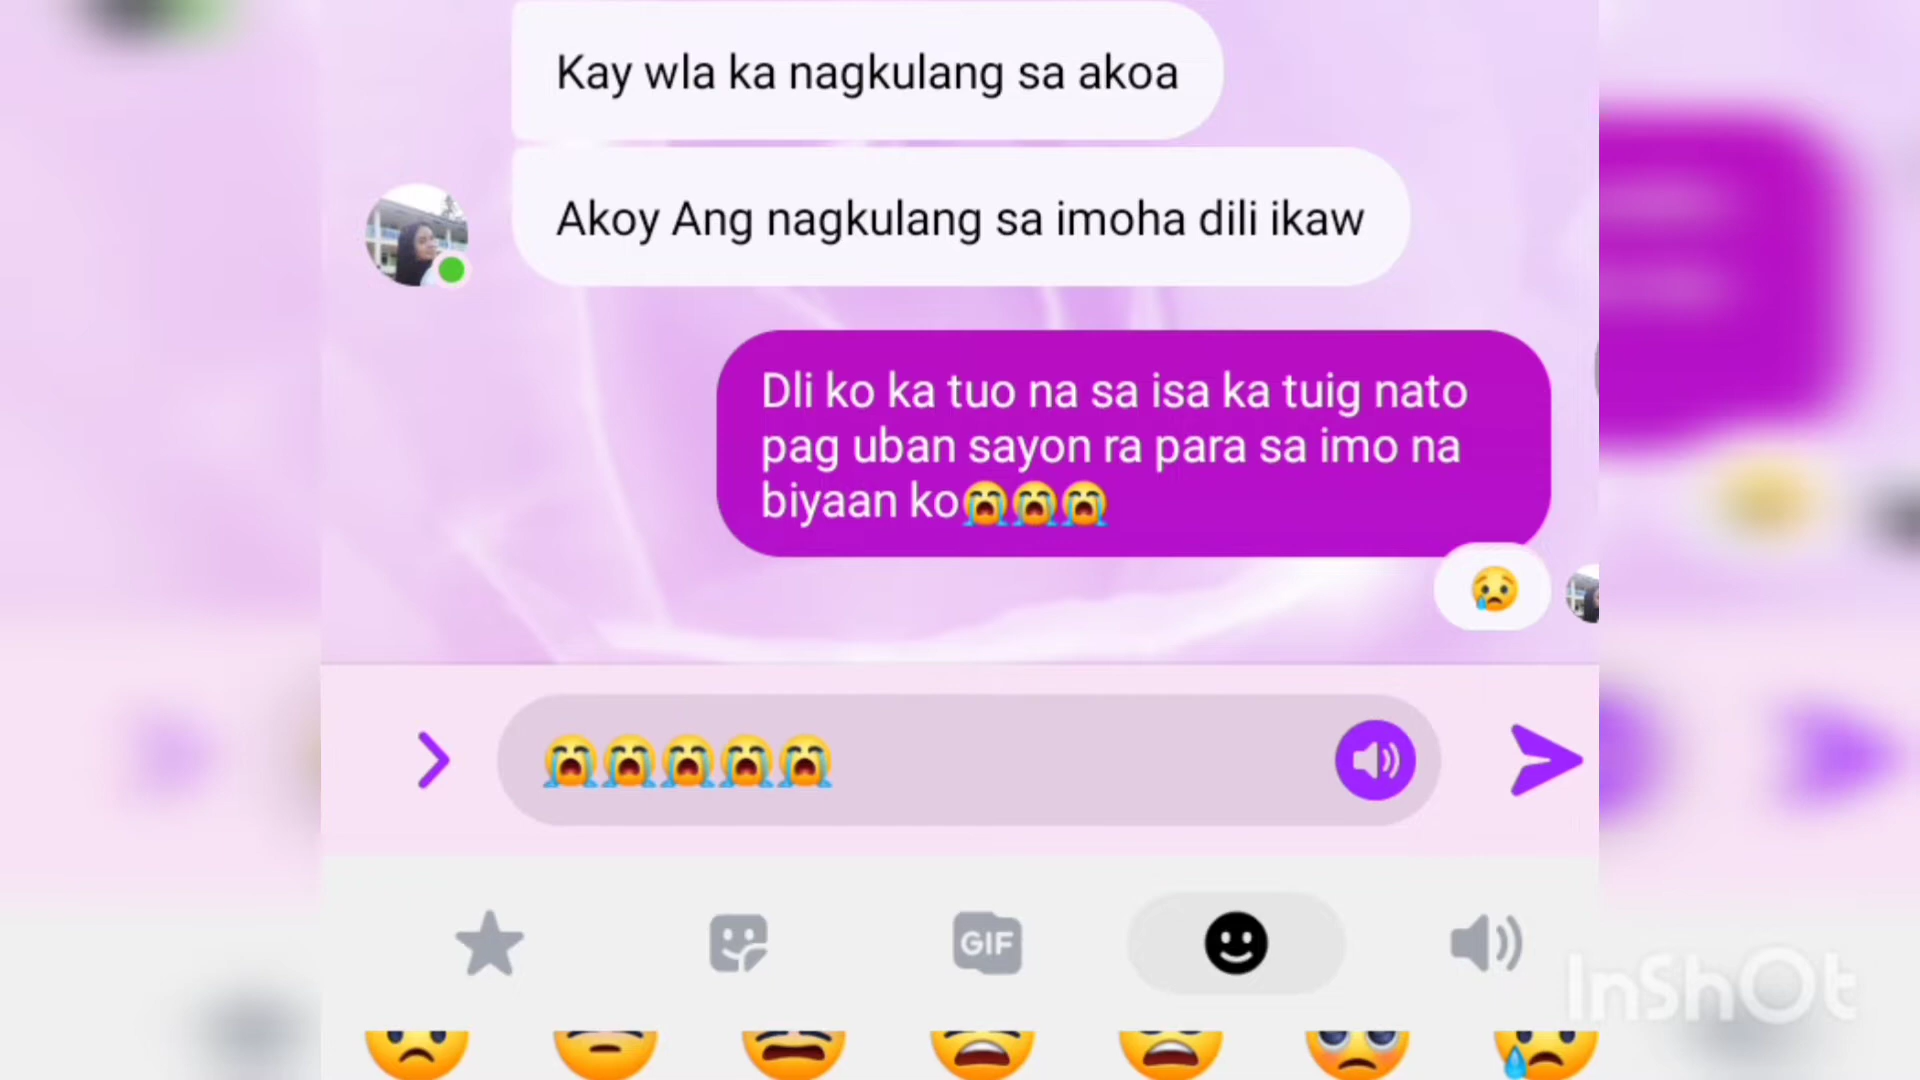 Kay wla ka nagkulang sa akoa
Akoy Ang nagkulang sa imoha dili ikaw
Dli ko ka tuo na sa isa ka tuig nato
pag uban sayon ra para sa imo na
biyaan ko😭😭😭
😢
😭😭😭😭😭
GIF
InShOt